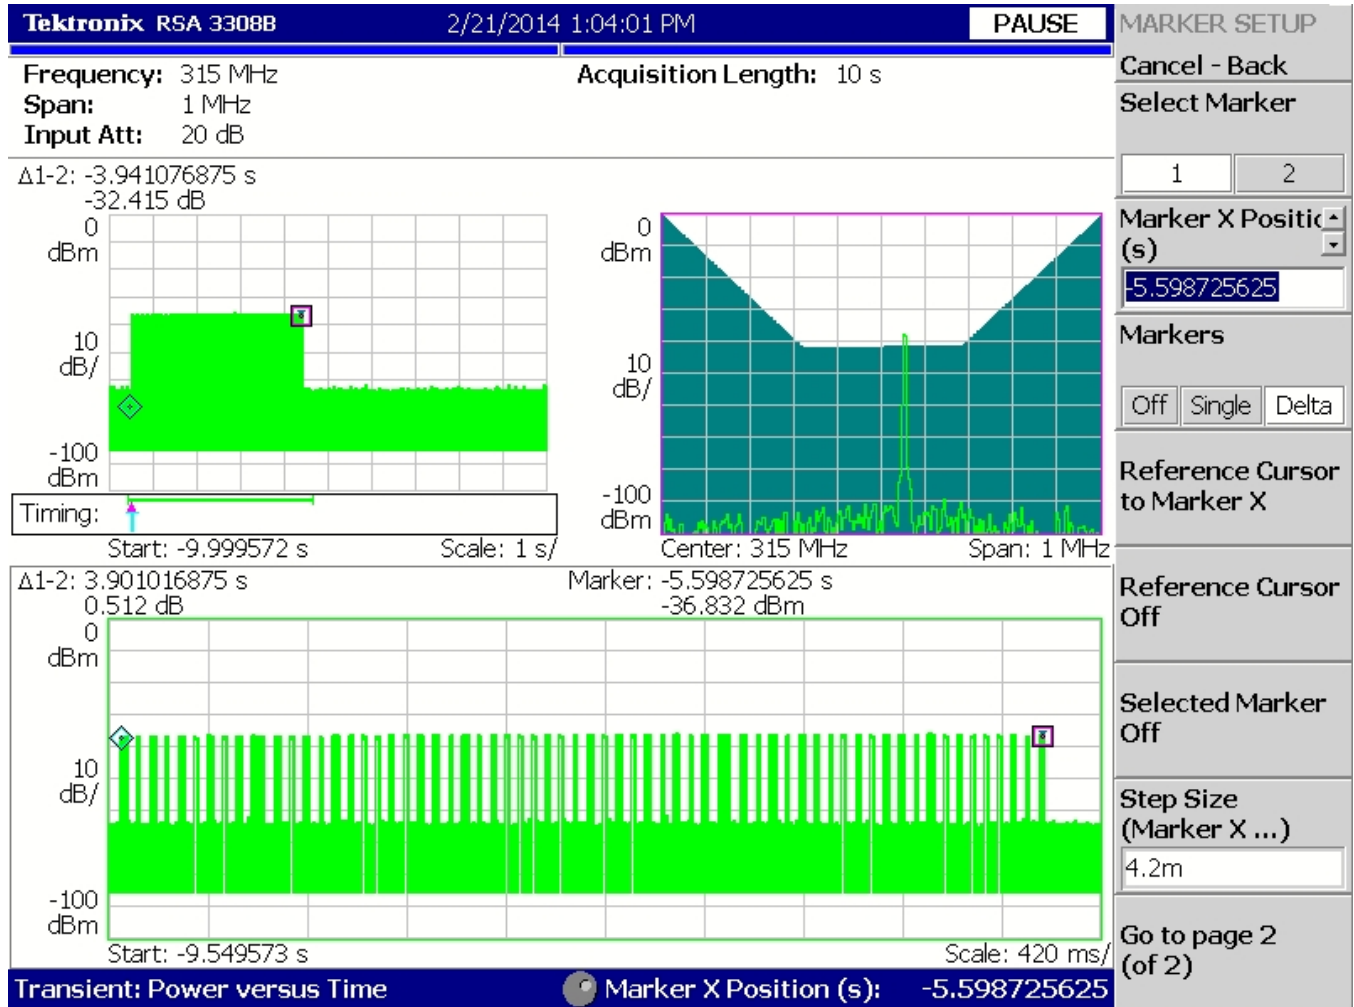 Tektronix RSA 3308B 2/21/2014 1:04:01 PM PAUSE
Frequency: 315 MHz Acquisition Length: 10 s
Span: 1 MHz
Input Att: 20 dB
Δ1-2: -3.941076875 s
-32.415 dB
0
dBm
10
dB/
-100
dBm
Timing:
Start: -9.999572 s Scale: 1 s/
0
dBm
10
dB/
-100
dBm
Center: 315 MHz Span: 1 MHz
Δ1-2: 3.901016875 s Marker: -5.598725625 s
0.512 dB -36.832 dBm
0
dBm
10
dB/
-100
dBm
Start: -9.549573 s Scale: 420 ms/
Transient: Power versus Time Marker X Position (s): -5.598725625
MARKER SETUP
Cancel - Back
Select Marker
1 2
Marker X Positic
(s)
-5.598725625
Markers
Off Single Delta
Reference Cursor
to Marker X
Reference Cursor
Off
Selected Marker
Off
Step Size
(Marker X ...)
4.2m
Go to page 2
(of 2)